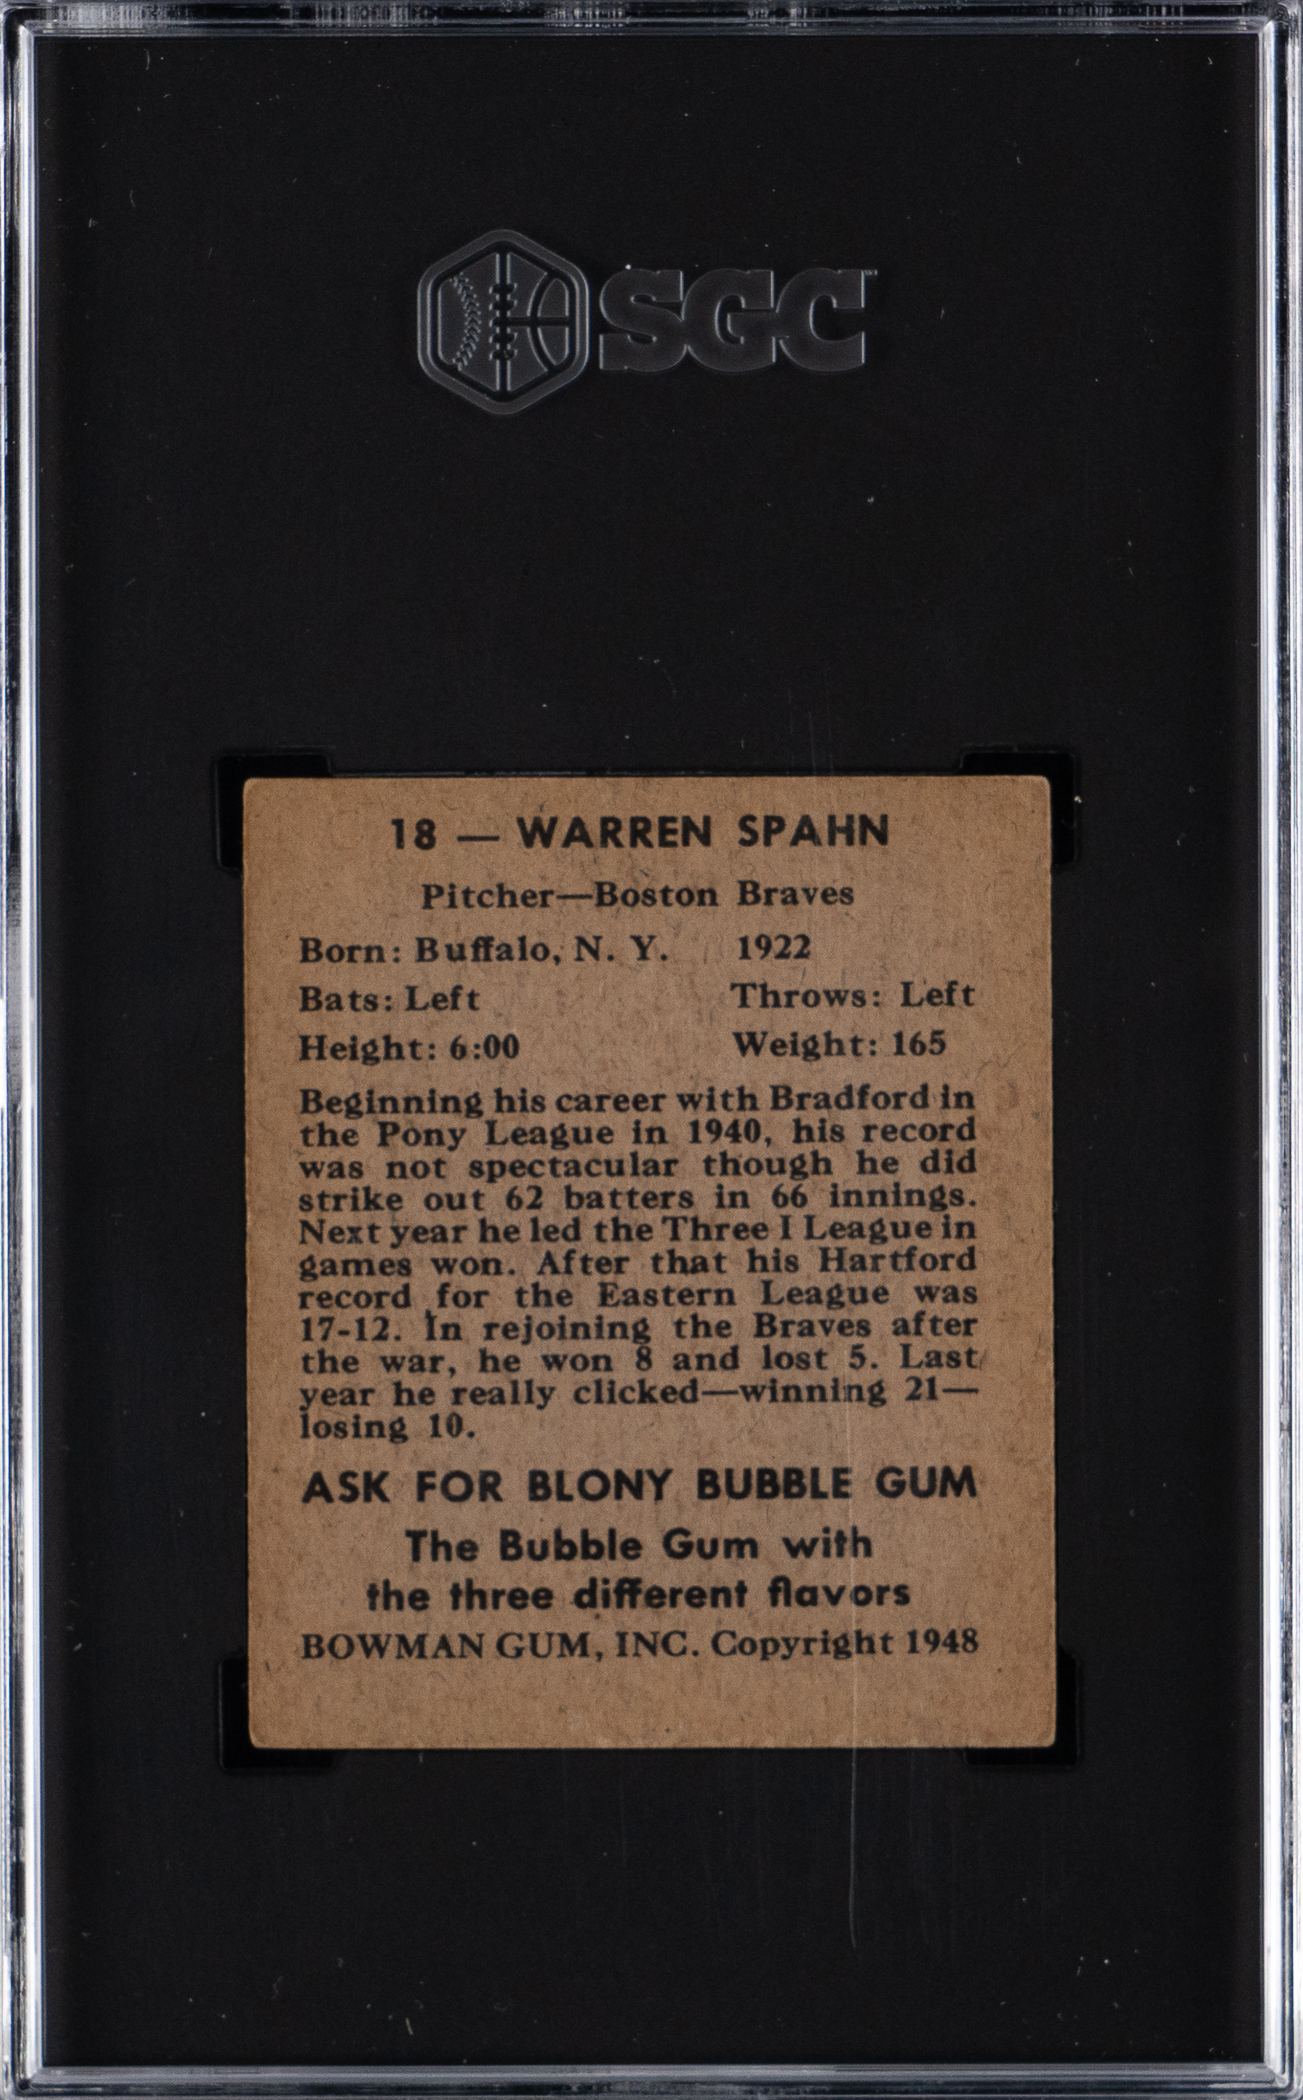 SGC
18 — WARREN SPAHN
Pitcher—Boston Braves
Born: Buffalo, N. Y. 1922
Bats: Left Throws: Left
Height: 6:00 Weight: 165
Beginning his career with Bradford in
the Pony League in 1940, his record
was not spectacular though he did
strike out 62 batters in 66 innings.
Next year he led the Three I League in
games won. After that his Hartford
record for the Eastern League was
17-12. In rejoining the Braves after
the war, he won 8 and lost 5. Last
year he really clicked—winning 21—
losing 10.
ASK FOR BLONY BUBBLE GUM
The Bubble Gum with
the three different flavors
BOWMAN GUM, INC. Copyright 1948